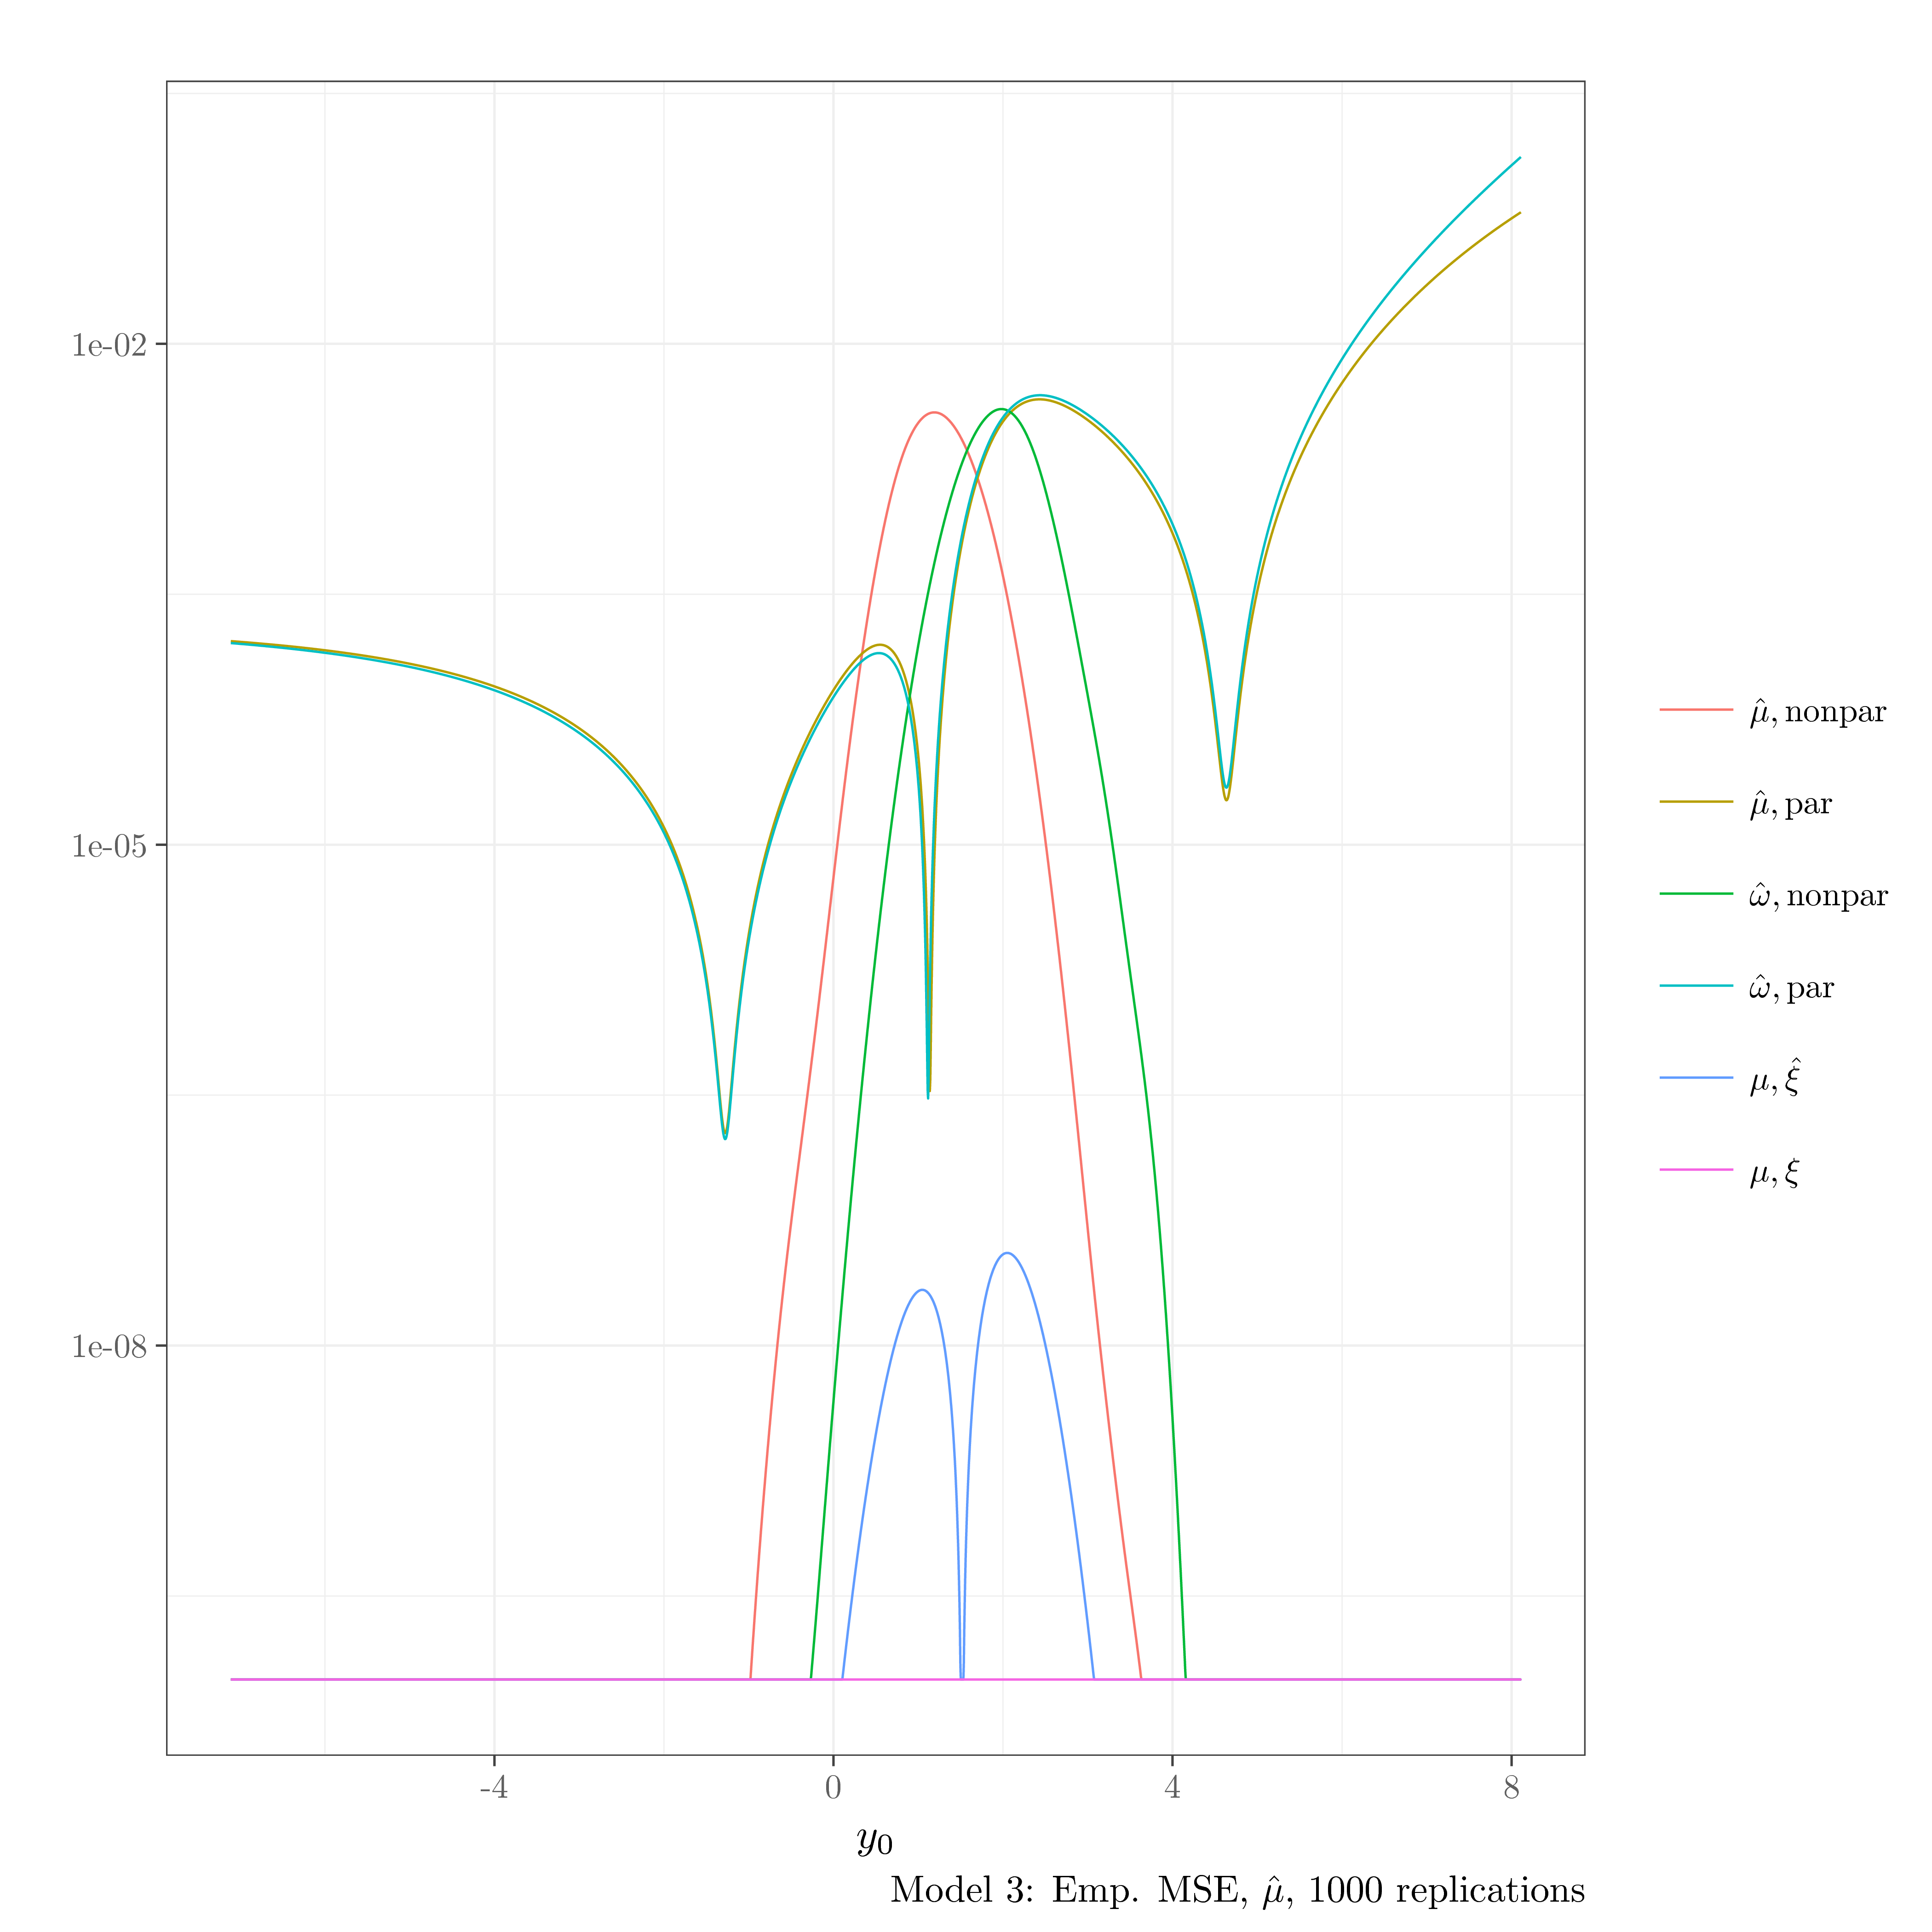 1e-02
1e-05
1e-08
-4 0 4 8
y₀
μ̂, nonpar
μ̂, par
ω̂, nonpar
ω̂, par
μ, ξ̂
μ, ξ
Model 3: Emp. MSE, μ̂, 1000 replications